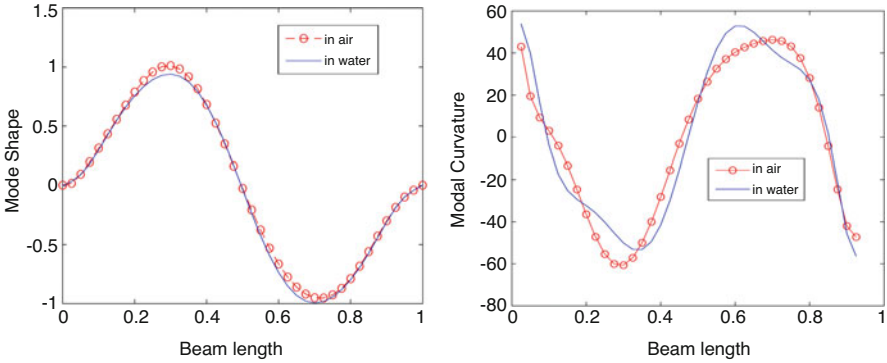 1.5
1
0.5
0
-0.5
-1
0 0.2 0.4 0.6 0.8 1
Mode Shape
Beam length
in air
in water
60
40
20
0
-20
-40
-60
-80
0 0.2 0.4 0.6 0.8 1
Modal Curvature
Beam length
in air
in water